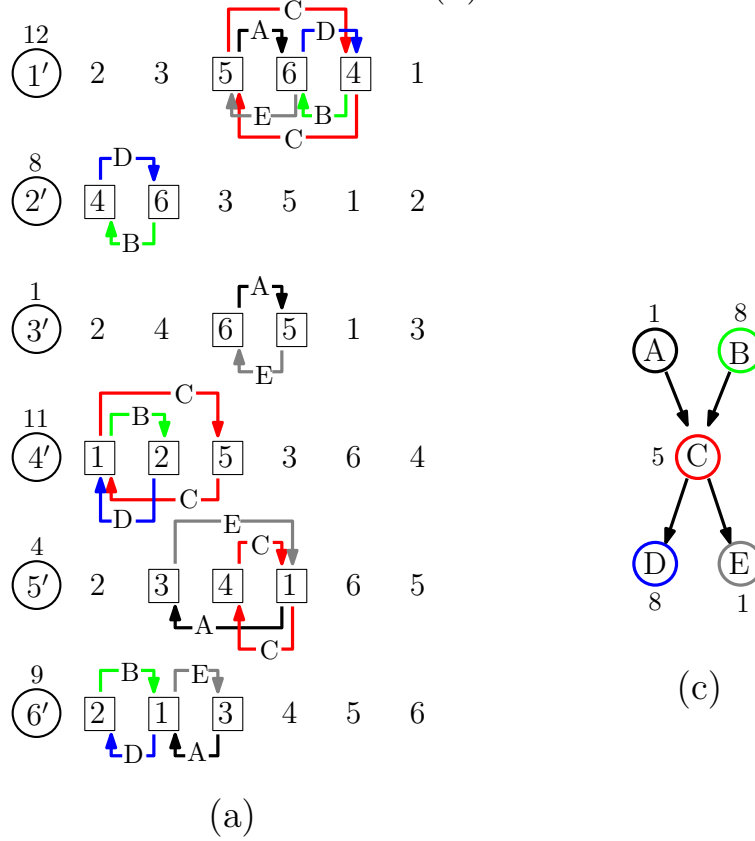 C
12
A
D
1′ 2 3 5 6 4 1
E
B
C
8
D
2′ 4 6 3 5 1 2
B
1
A
3′ 2 4 6 5 1 3
E
11
C
B
4′ 1 2 5 3 6 4
C
D
4
E
C
5′ 2 3 4 1 6 5
A
C
9
B E
6′ 2 1 3 4 5 6
D A
(a)
1 8
A B
5 C
D E
8 1
(c)